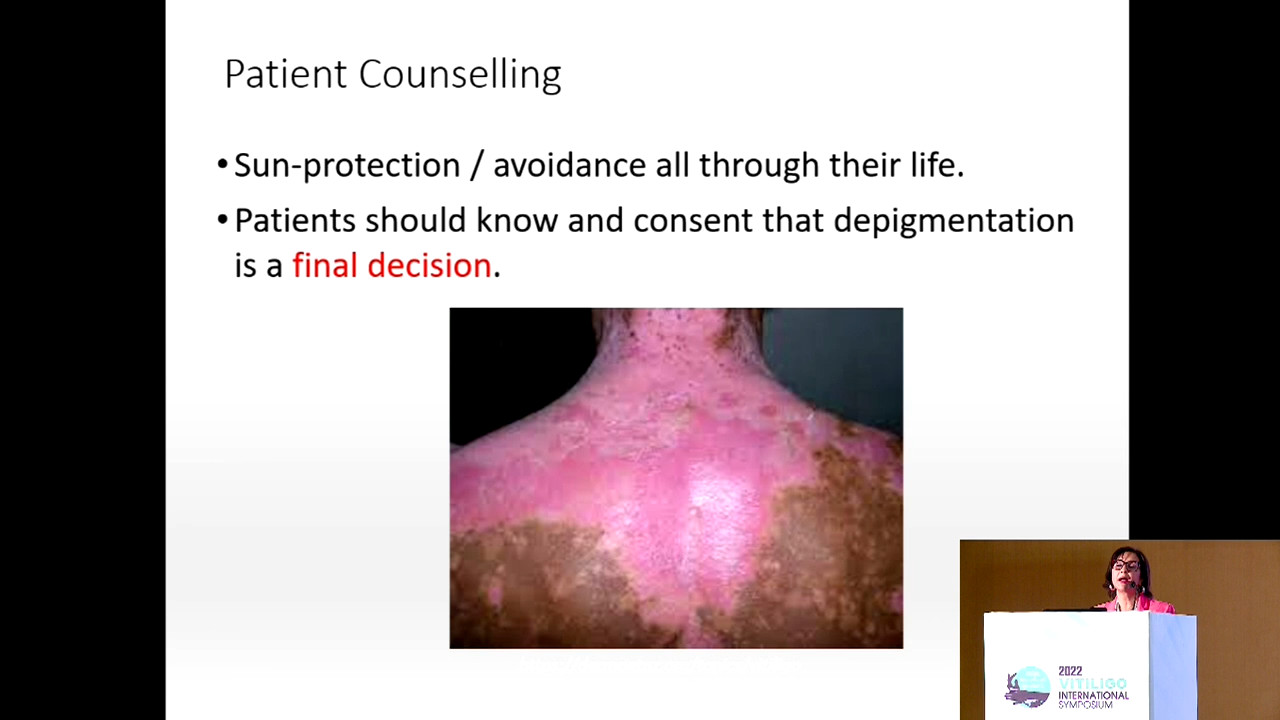 Patient Counselling
•Sun-protection / avoidance all through their life.
•Patients should know and consent that depigmentation
is a final decision.
2022
VITILIGO
INTERNATIONAL
SYMPOSIUM